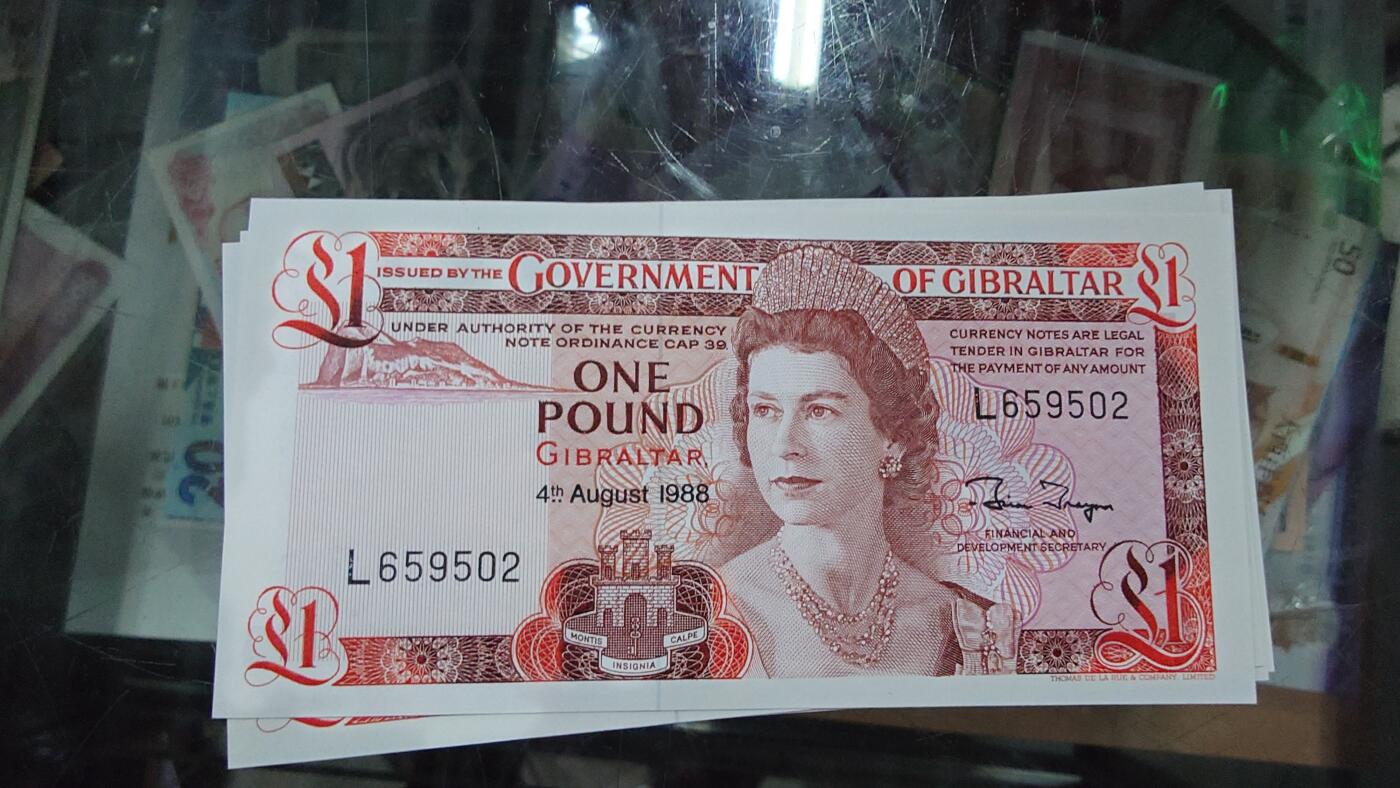 £1 ISSUED BY THE GOVERNMENT OF GIBRALTAR £1
UNDER AUTHORITY OF THE CURRENCY
NOTE ORDINANCE CAP 39.
CURRENCY NOTES ARE LEGAL
TENDER IN GIBRALTAR FOR
THE PAYMENT OF ANY AMOUNT
ONE
POUND
GIBRALTAR.
4th August 1988
L659502
L659502
FINANCIAL AND
DEVELOPMENT SECRETARY
£1
MONTIS CALPE
INSIGNIA
£1
THOMAS DE LA RUE & COMPANY, LIMITED
50